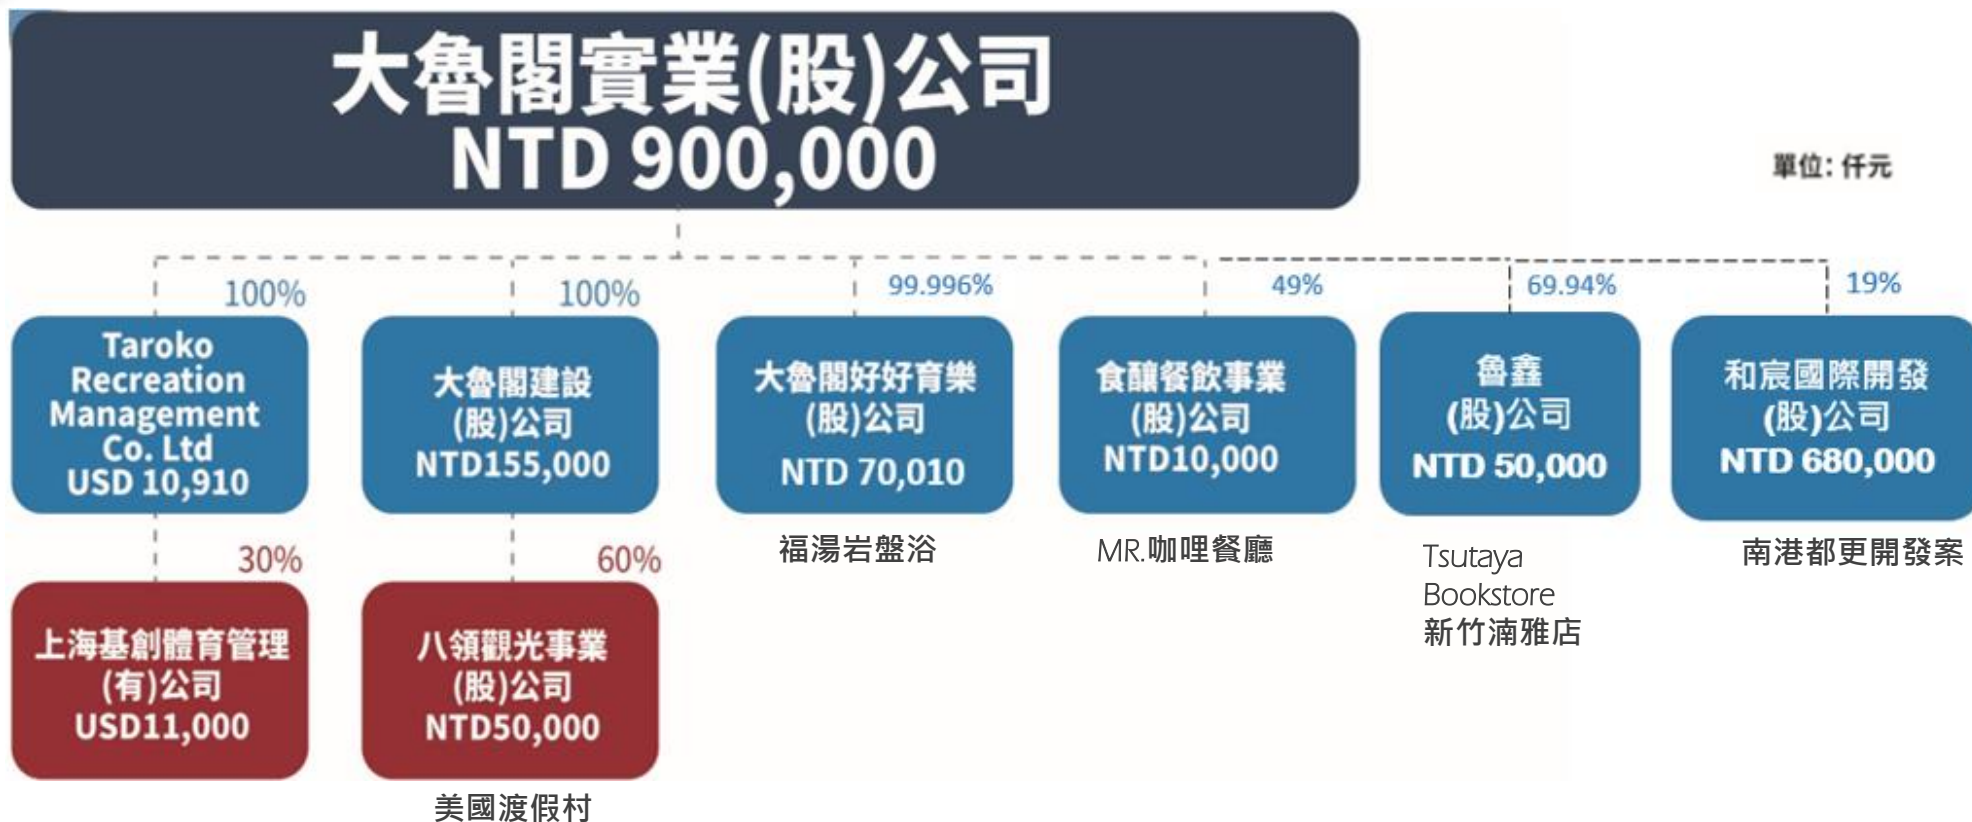 大魯閣實業(股)公司
NTD 900,000
單位: 仟元
100%
100%
99.996%
49%
69.94%
19%
Taroko
Recreation
Management
Co. Ltd
USD 10,910
大魯閣建設
(股)公司
NTD155,000
大魯閣好好育樂
(股)公司
NTD 70,010
食釀餐飲事業
(股)公司
NTD10,000
魯鑫
(股)公司
NTD 50,000
和宸國際開發
(股)公司
NTD 680,000
30%
60%
福湯岩盤浴
MR.咖哩餐廳
Tsutaya
Bookstore
新竹湳雅店
南港都更開發案
上海基創體育管理
(有)公司
USD11,000
八領觀光事業
(股)公司
NTD50,000
美國渡假村